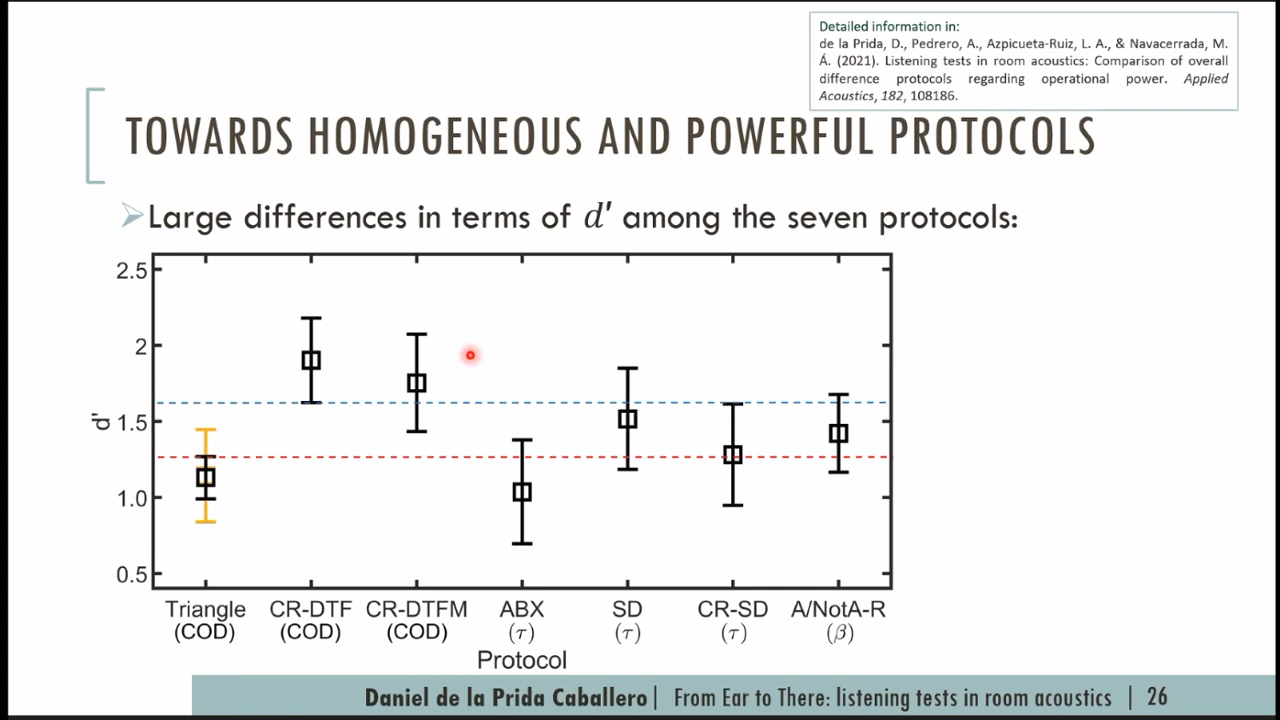 Detailed information in:
de la Prida, D., Pedrero, A., Azpicueta-Ruiz, L. A., & Navacerrada, M.
Á. (2021). Listening tests in room acoustics: Comparison of overall
difference protocols regarding operational power. Applied
Acoustics, 182, 108186.
TOWARDS HOMOGENEOUS AND POWERFUL PROTOCOLS
Large differences in terms of d′ among the seven protocols:
2.5
2
1.5
1.0
0.5
d'
Triangle CR-DTF CR-DTFM ABX SD CR-SD A/NotA-R
(COD) (COD) (COD) (τ) (τ) (τ) (β)
Protocol
Daniel de la Prida Caballero| From Ear to There: listening tests in room acoustics | 26